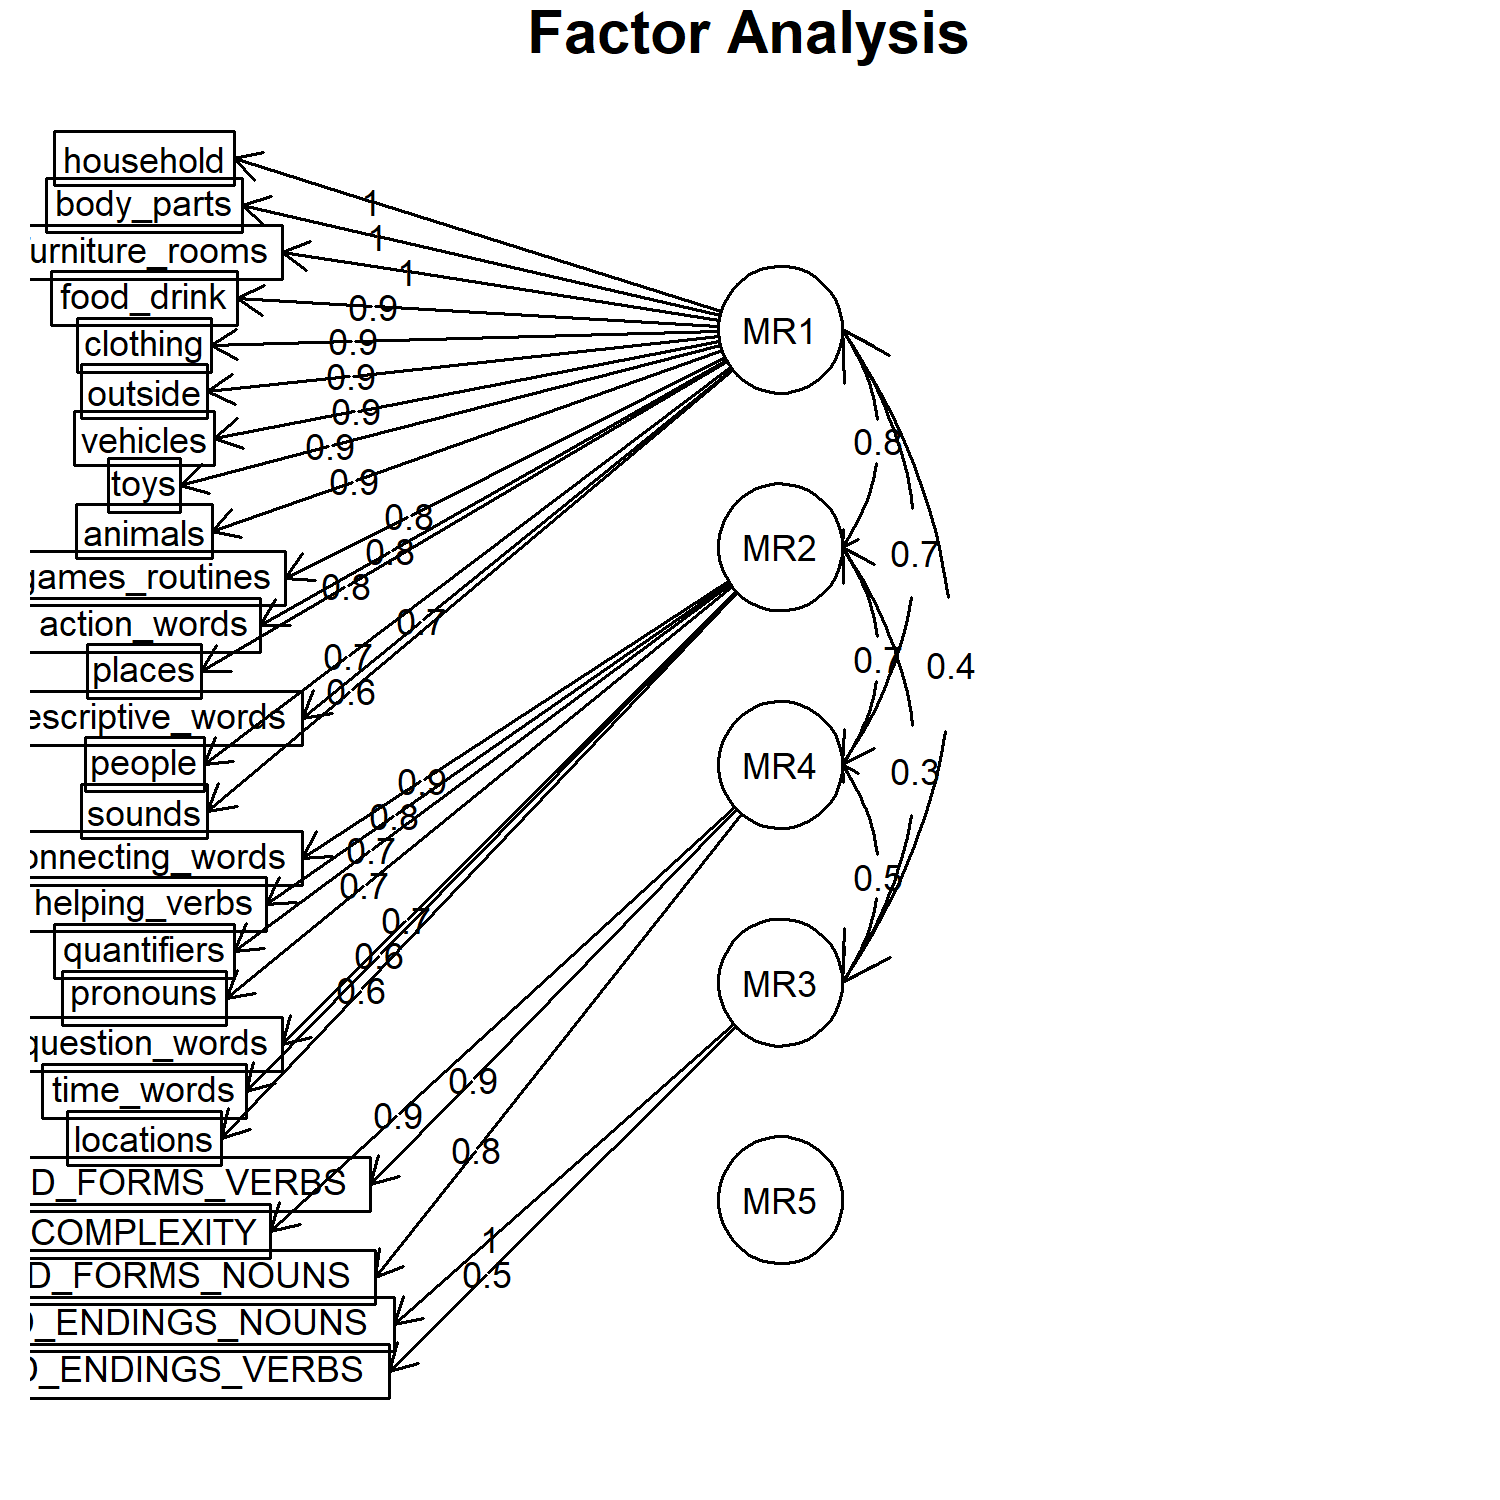 Factor Analysis
household
body_parts
urniture_rooms
food_drink
clothing
outside
vehicles
toys
animals
games_routines
action_words
places
escriptive_words
people
sounds
onnecting_words
helping_verbs
quantifiers
pronouns
question_words
time_words
locations
D_FORMS_VERBS
COMPLEXITY
D_FORMS_NOUNS
D_ENDINGS_NOUNS
D_ENDINGS_VERBS
1
1
1
0.9
0.9
0.9
0.9
0.9
0.9
0.8
0.8
0.8
0.7
0.7
0.6
0.9
0.8
0.7
0.7
0.7
0.6
0.6
0.9
0.9
0.8
1
0.5
MR1
MR2
MR4
MR3
MR5
0.8
0.7
0.7
0.4
0.3
0.5